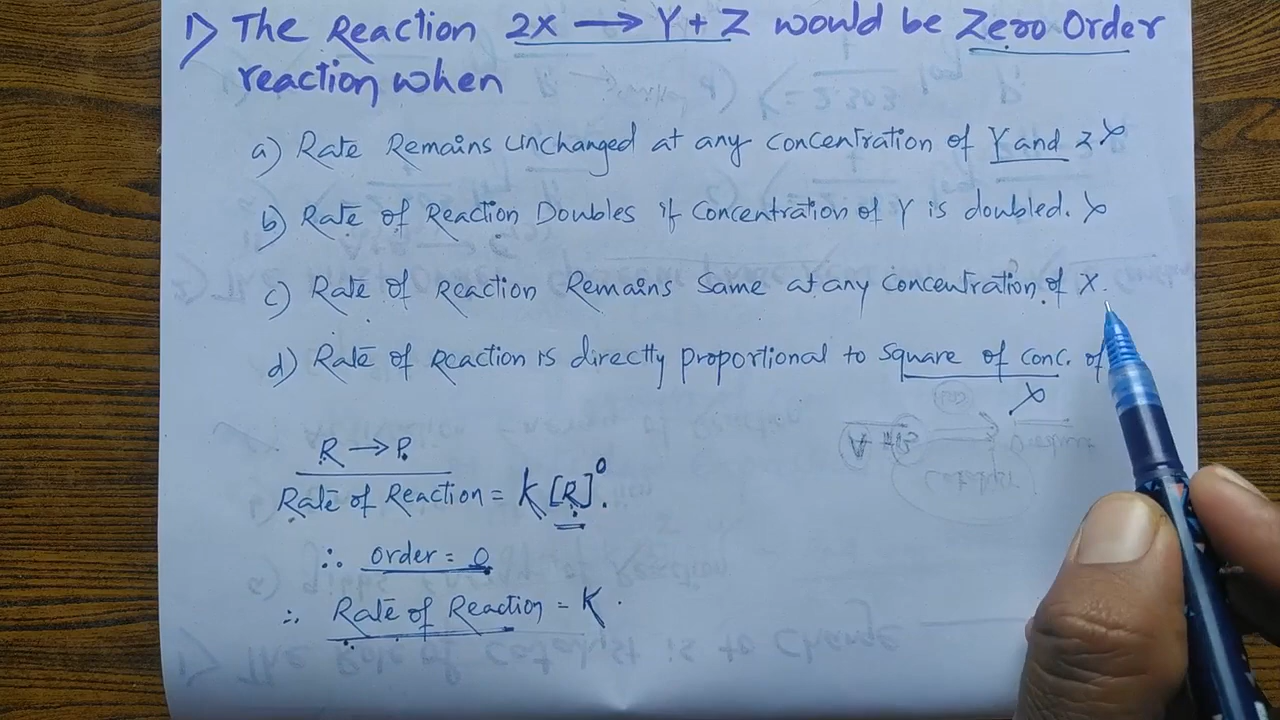 1) The Reaction 2X → Y + Z would be Zero Order
reaction when
a) Rate Remains unchanged at any concentration of Y and Z X
b) Rate of Reaction Doubles if Concentration of Y is doubled. X
c) Rate of Reaction Remains Same at any Concentration of X.
d) Rate of Reaction is directly proportional to Square of Conc. of
X
R → P
Rate of Reaction = K [R]⁰.
∴ order = 0
∴ Rate of Reaction = K.